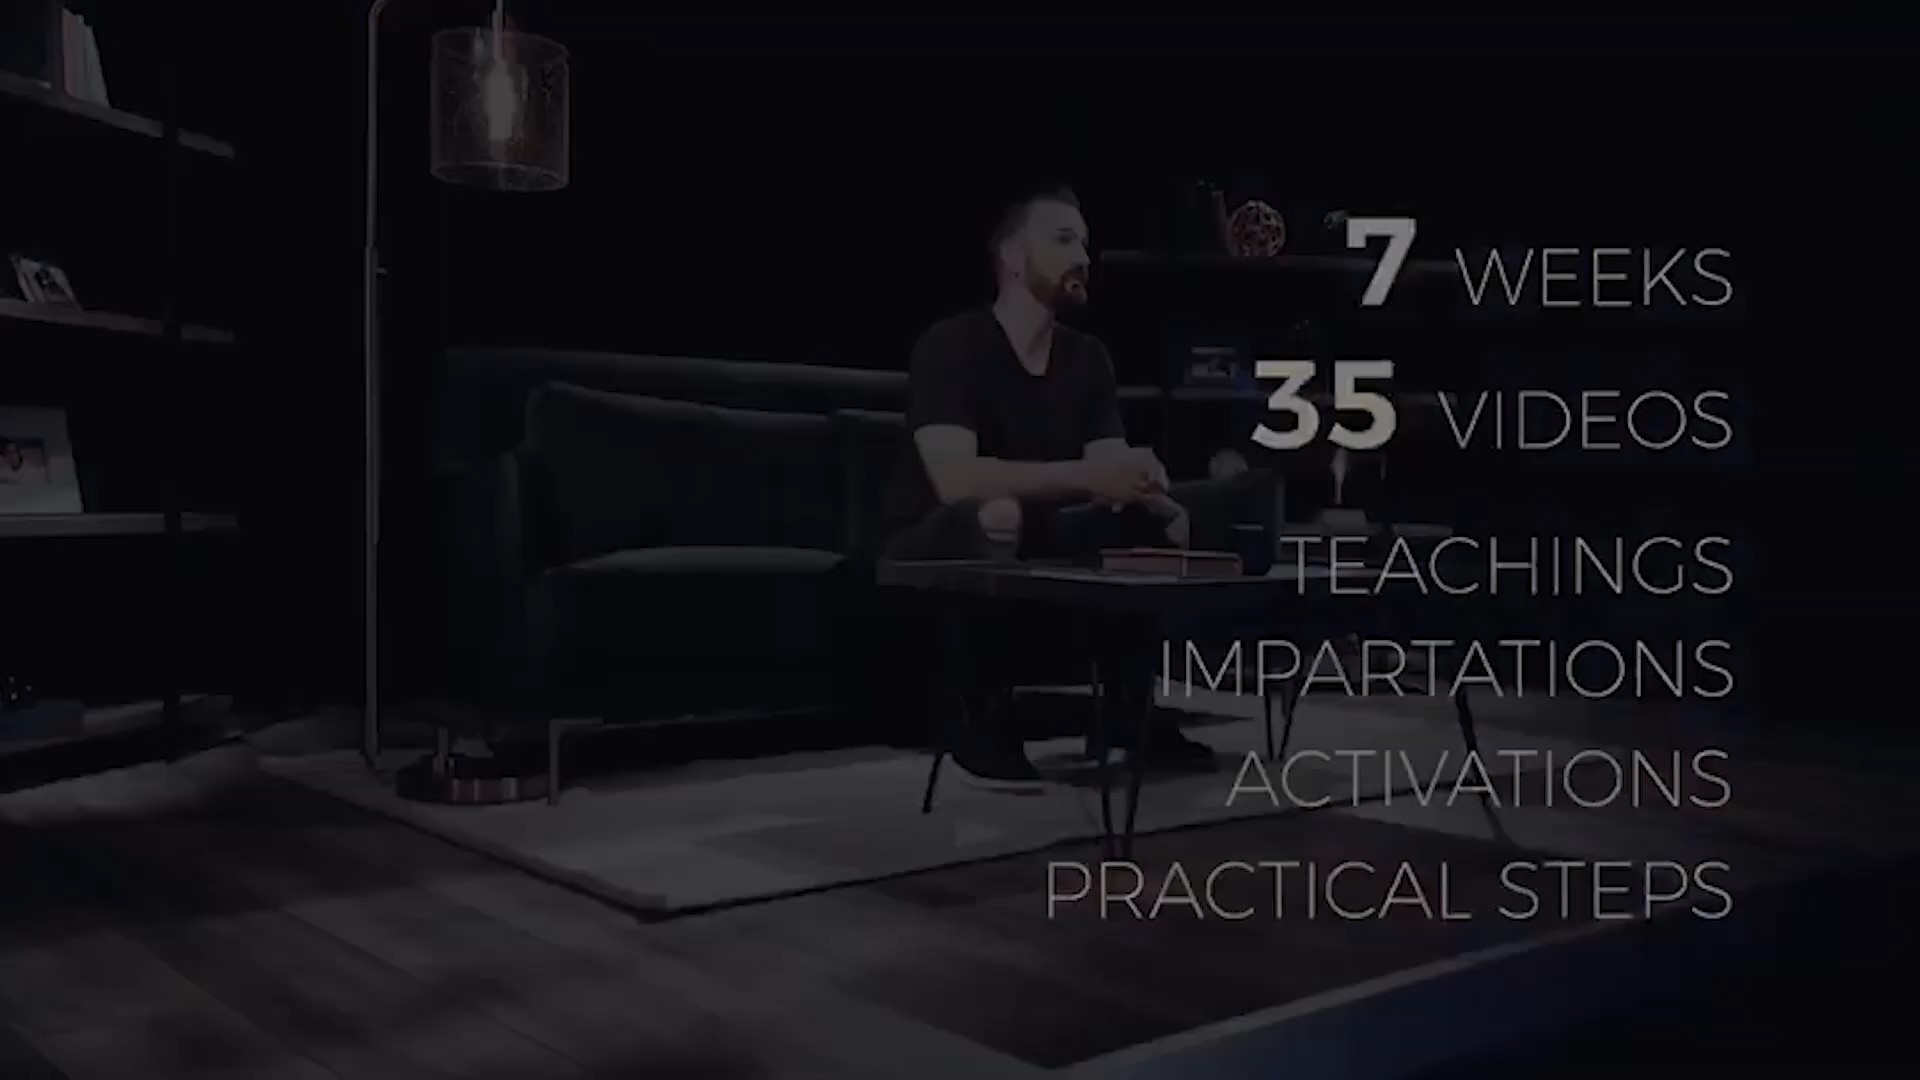 7 WEEKS
35 VIDEOS
TEACHINGS
IMPARTATIONS
ACTIVATIONS
PRACTICAL STEPS